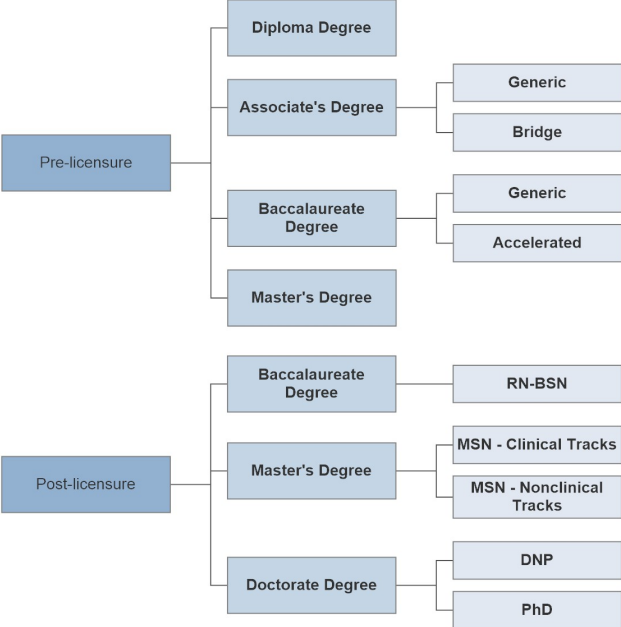 Diploma Degree
Associate's Degree
Generic
Bridge
Pre-licensure
Baccalaureate
Degree
Generic
Accelerated
Master's Degree
Baccalaureate
Degree
RN-BSN
Post-licensure
Master's Degree
MSN - Clinical Tracks
MSN - Nonclinical
Tracks
Doctorate Degree
DNP
PhD